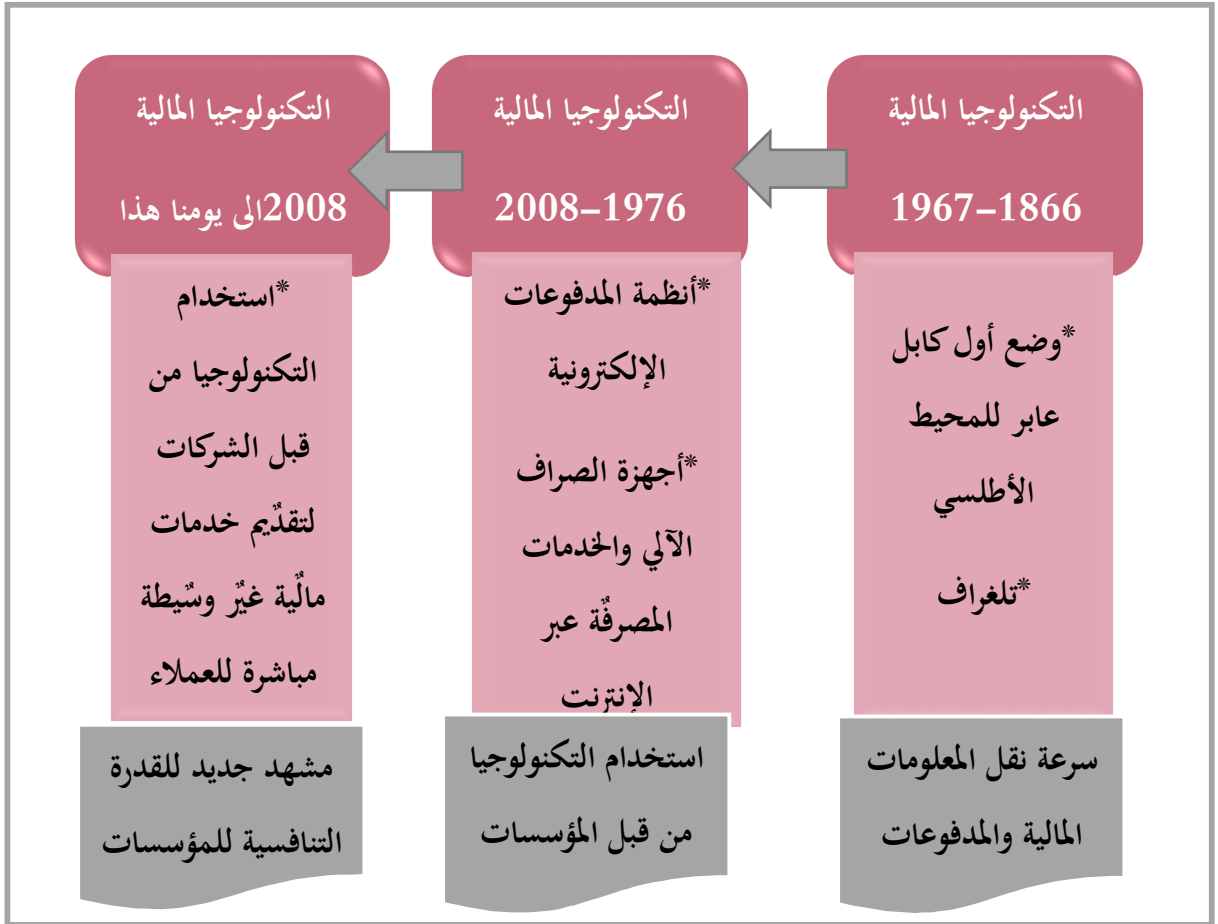 التكنولوجيا المالية
1866–1967
*وضع أول كابل
عابر للمحيط
الأطلسي
*تلغراف
سرعة نقل المعلومات
المالية والمدفوعات
التكنولوجيا المالية
1976–2008
*أنظمة المدفوعات
الإلكترونية
*أجهزة الصراف
الآلي والخدمات
المصرفٌة عبر
الإنترنت
استخدام التكنولوجيا
من قبل المؤسسات
التكنولوجيا المالية
2008الى يومنا هذا
*استخدام
التكنولوجيا من
قبل الشركات
لتقدٌيم خدمات
مالٌية غيٌر وسٌيطة
مباشرة للعملاء
مشهد جديد للقدرة
التنافسية للمؤسسات